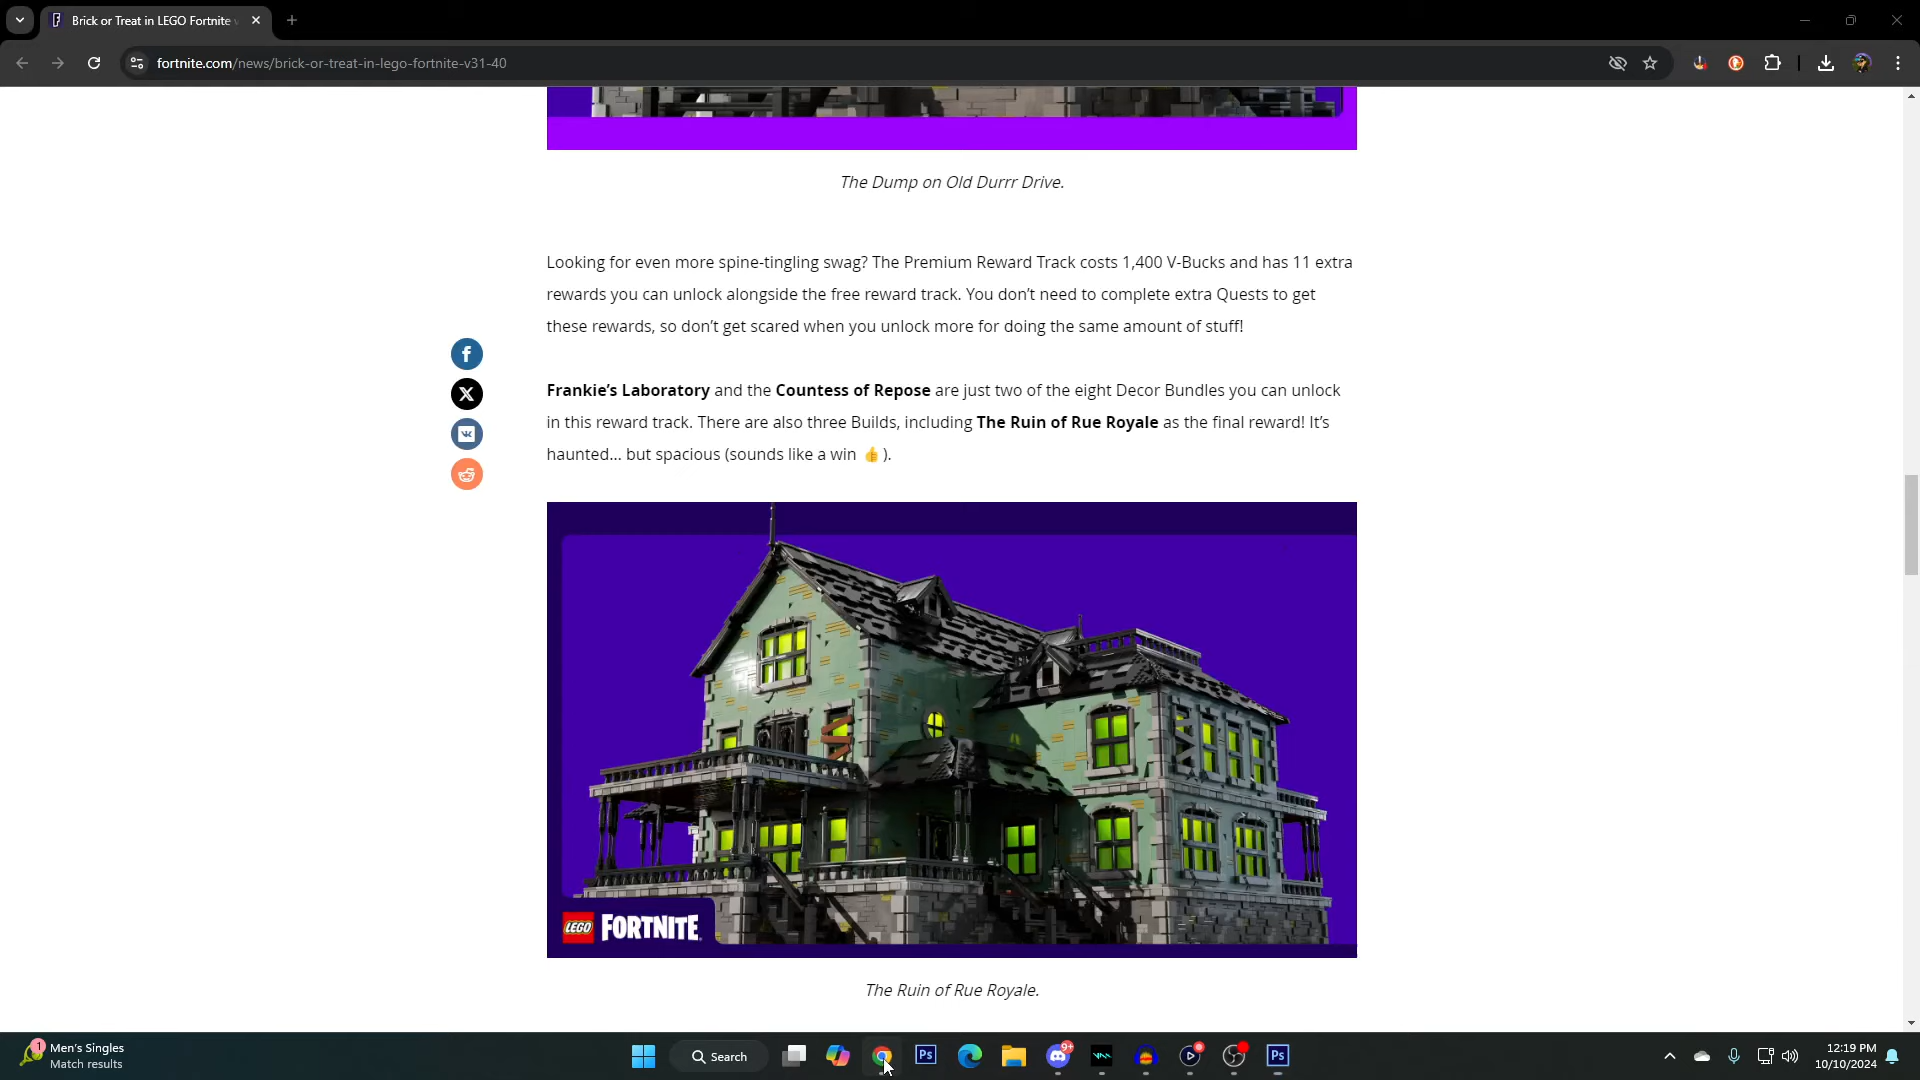 Brick or Treat in LEGO Fortnite v
fortnite.com/news/brick-or-treat-in-lego-fortnite-v31-40
The Dump on Old Durrr Drive.
Looking for even more spine-tingling swag? The Premium Reward Track costs 1,400 V-Bucks and has 11 extra
rewards you can unlock alongside the free reward track. You don’t need to complete extra Quests to get
these rewards, so don’t get scared when you unlock more for doing the same amount of stuff!
Frankie’s Laboratory and the Countess of Repose are just two of the eight Decor Bundles you can unlock
in this reward track. There are also three Builds, including The Ruin of Rue Royale as the final reward! It’s
haunted... but spacious (sounds like a win 👍 ).
LEGO FORTNITE
The Ruin of Rue Royale.
1
Men's Singles
Match results
Search
Ps
9+
Ps
12:19 PM
10/10/2024